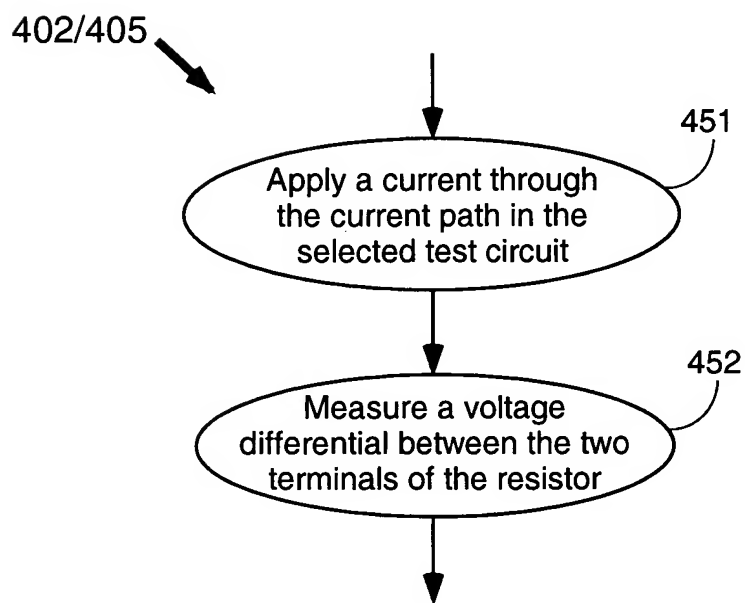 402/405
451
Apply a current through
the current path in the
selected test circuit
452
Measure a voltage
differential between the two
terminals of the resistor